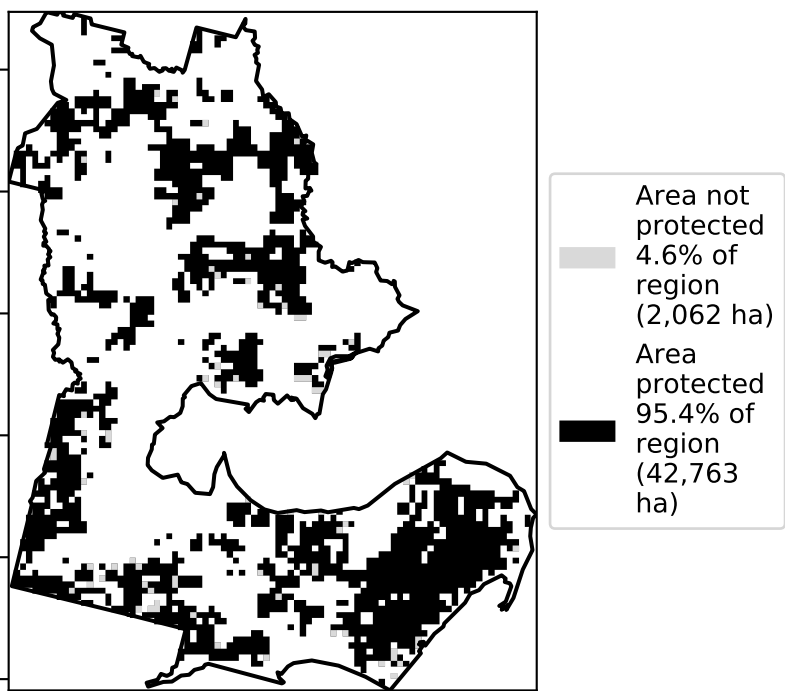 Area not
protected
4.6% of
region
(2,062 ha)
Area
protected
95.4% of
region
(42,763
ha)